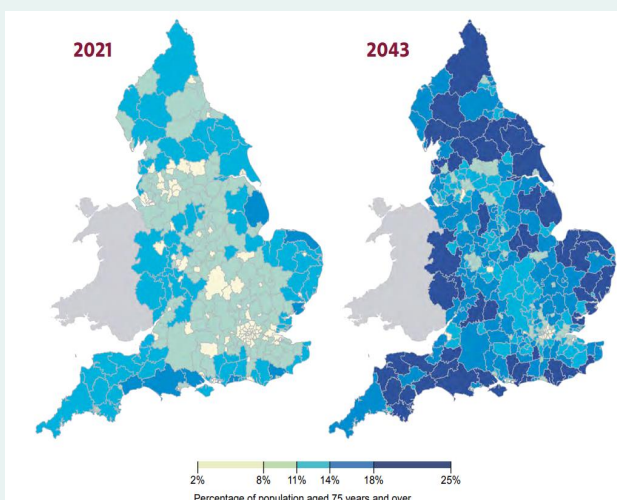 2021
2043
2% 8% 11% 14% 18% 25%
Percentage of population aged 75 years and over